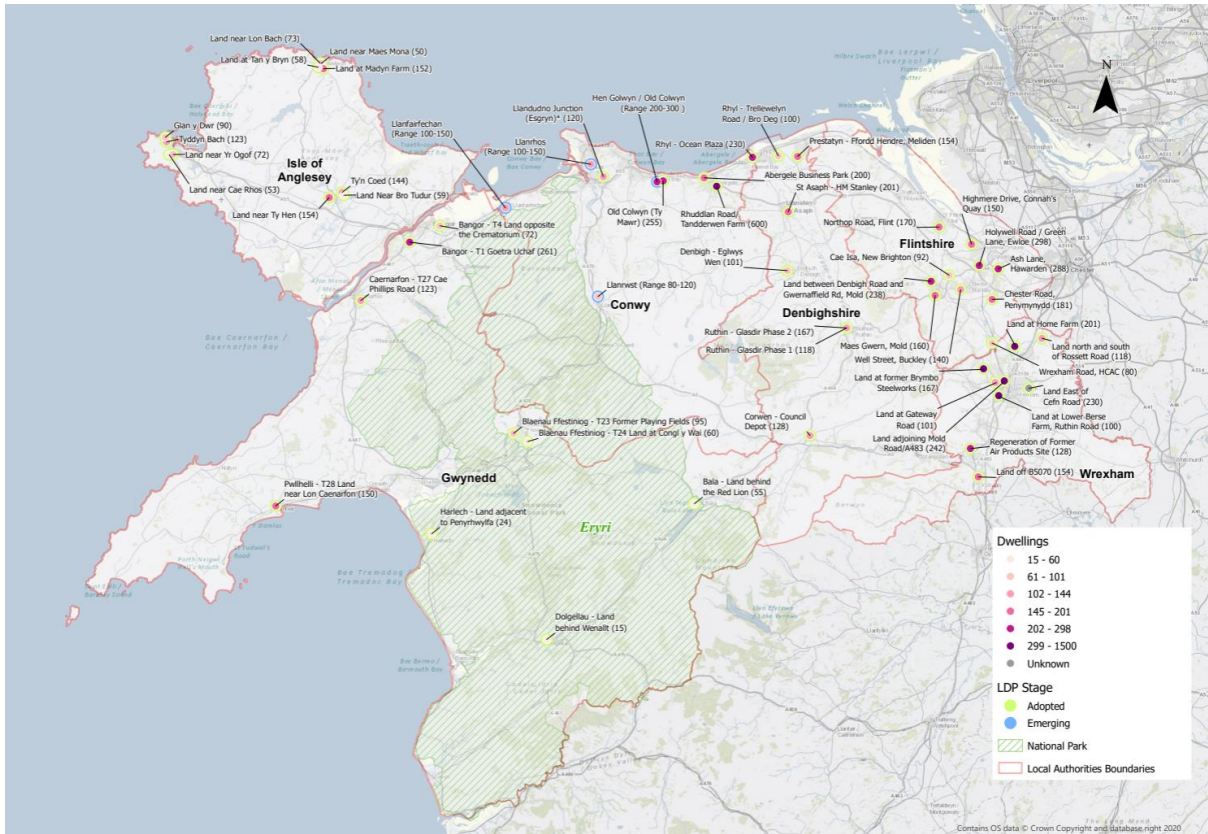 Land near Lon Bach (73)
Land near Maes Mona (50)
Land at Tan y Bryn (58)
Land at Madyn Farm (152)
Glan y Dwr (90)
Tyddyn Bach (123)
Land near Yr Ogof (72)
Land near Cae Rhos (53)
Isle of
Anglesey
Ty'n Coed (144)
Land Near Bro Tudur (59)
Land near Ty Hen (154)
Llanfairfechan
(Range 100-150)
Llanrhos
(Range 100-150)
Llandudno Junction
(Esgryn)* (120)
Hen Golwyn / Old Colwyn
(Range 200-300 )
Rhyl - Ocean Plaza (230)
Rhyl - Trellewelyn
Road / Bro Deg (100)
Prestatyn - Ffordd Hendre, Meliden (154)
Abergele Business Park (200)
St Asaph - HM Stanley (201)
Old Colwyn (Ty
Mawr) (255)
Rhuddlan Road/
Tandderwen Farm (600)
Northop Road, Flint (170)
Highmere Drive, Connah's
Quay (150)
Flintshire
Holywell Road / Green
Lane, Ewloe (298)
Ash Lane,
Hawarden (288)
Cae Isa, New Brighton (92)
Denbigh - Eglwys
Wen (101)
Land between Denbigh Road and
Gwernaffield Rd, Mold (238)
Chester Road,
Penymynydd (181)
Bangor - T4 Land opposite
the Crematorium (72)
Bangor - T1 Goetra Uchaf (261)
Caernarfon - T27 Cae
Phillips Road (123)
Llanrwst (Range 80-120)
Conwy
Denbighshire
Ruthin - Glasdir Phase 2 (167)
Ruthin - Glasdir Phase 1 (118)
Maes Gwern, Mold (160)
Well Street, Buckley (140)
Land at Home Farm (201)
Land north and south
of Rossett Road (118)
Wrexham Road, HCAC (80)
Land at former Brymbo
Steelworks (167)
Land East of
Cefn Road (230)
Land at Gateway
Road (101)
Land at Lower Berse
Farm, Ruthin Road (100)
Land adjoining Mold
Road/A483 (242)
Regeneration of Former
Air Products Site (128)
Land off B5070 (154)
Wrexham
Corwen - Council
Depot (128)
Blaenau Ffestiniog - T23 Former Playing Fields (95)
Blaenau Ffestiniog - T24 Land at Congl y Wal (60)
Gwynedd
Bala - Land behind
the Red Lion (55)
Pwllhelli - T28 Land
near Lon Caenarfon (150)
Harlech - Land adjacent
to Penyrhwylfa (24)
Eryri
Dolgellau - Land
behind Wenallt (15)
N
Liverpool
Chester
Bae Caernarfon /
Caernarfon Bay
Bae Tremadog /
Tremadoc Bay
Dwellings
15 - 60
61 - 101
102 - 144
145 - 201
202 - 298
299 - 1500
Unknown
LDP Stage
Adopted
Emerging
National Park
Local Authorities Boundaries
Contains OS data © Crown Copyright and database right 2020